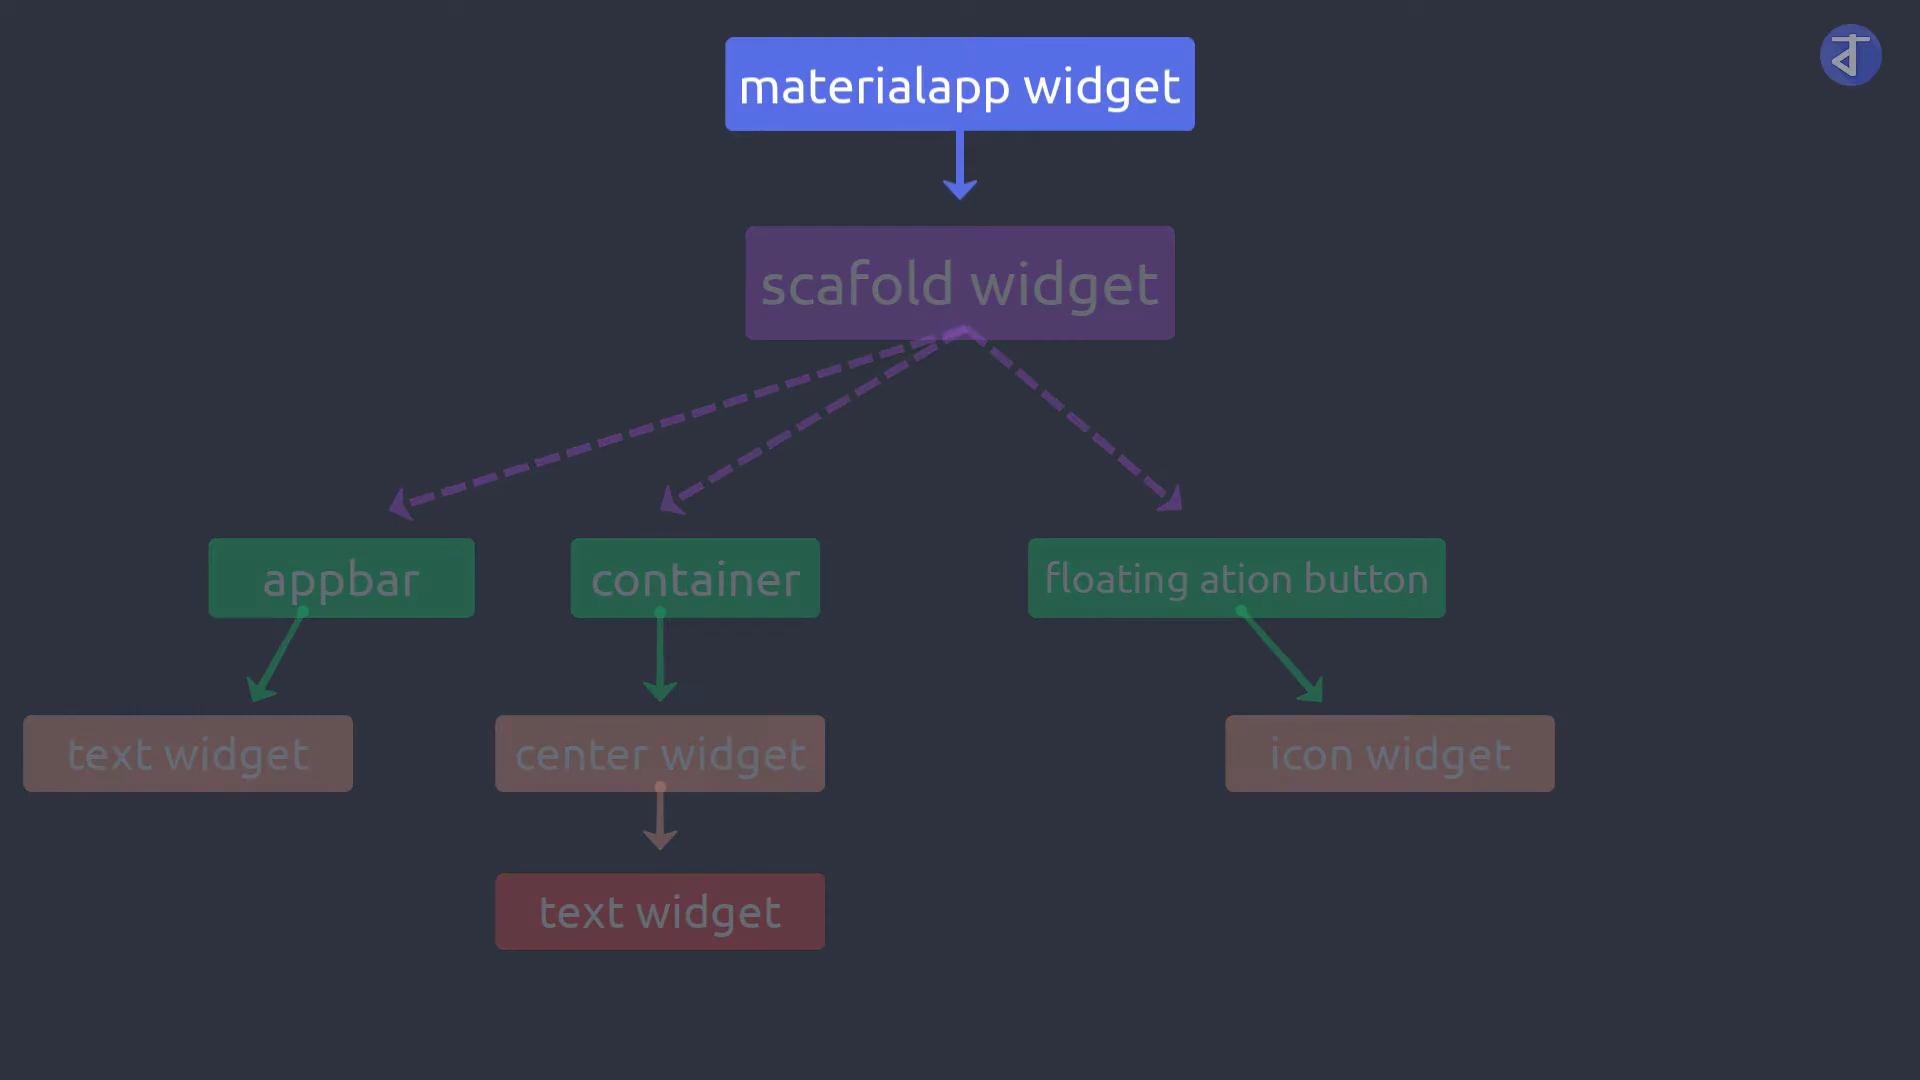 materialapp widget
scafold widget
appbar
container
floating ation button
text widget
center widget
icon widget
text widget